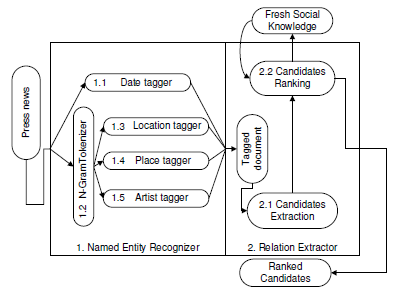 Fresh Social
Knowledge
Press news
1.1 Date tagger
2.2 Candidates
Ranking
1.2 N-GramTokenizer
1.3 Location tagger
1.4 Place tagger
1.5 Artist tagger
Tagged
document
2.1 Candidates
Extraction
1. Named Entity Recognizer
2. Relation Extractor
Ranked
Candidates